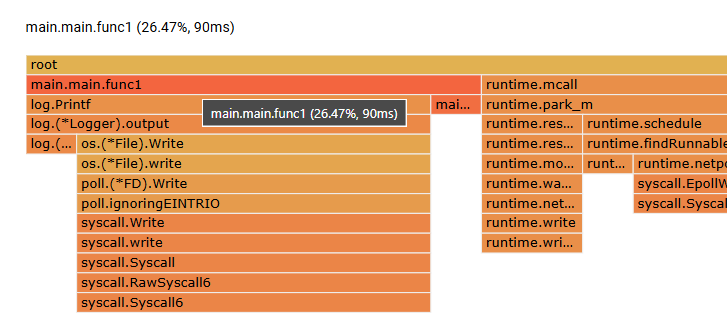 main.main.func1 (26.47%, 90ms)
root
main.main.func1 runtime.mcall
log.Printf mai... runtime.park_m
main.main.func1 (26.47%, 90ms)
log.(*Logger).output runtime.res... runtime.schedule
log.(... os.(*File).Write runtime.res... runtime.findRunnable
os.(*File).write runtime.mo... runt... runtime.netpo
poll.(*FD).Write runtime.wa... syscall.EpollW
poll.ignoringEINTRIO runtime.net... syscall.Syscal
syscall.Write runtime.write
syscall.write runtime.wri...
syscall.Syscall
syscall.RawSyscall6
syscall.Syscall6